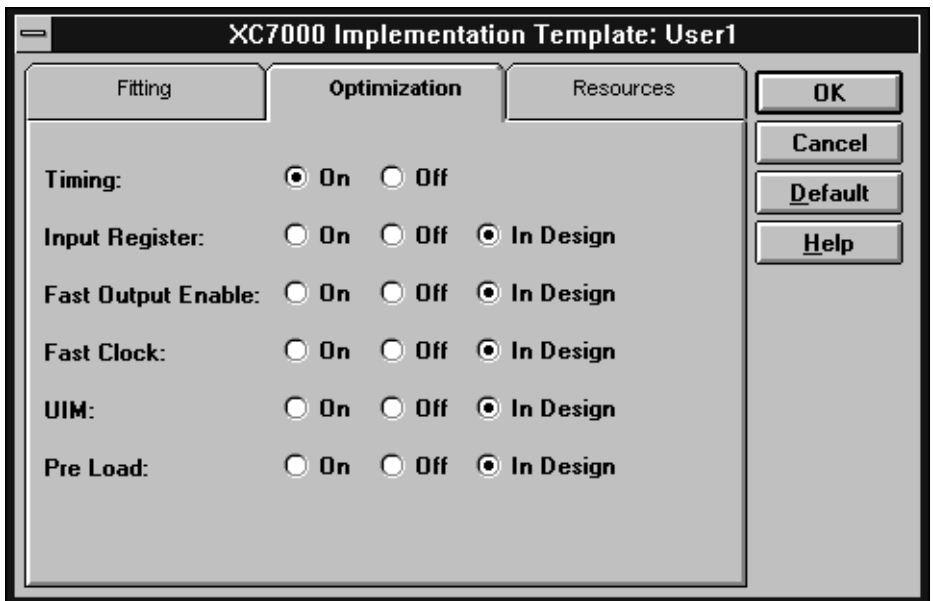 XC7000 Implementation Template: User1
Fitting
Optimization
Resources
Timing: On Off
Input Register: On Off In Design
Fast Output Enable: On Off In Design
Fast Clock: On Off In Design
UIM: On Off In Design
Pre Load: On Off In Design
OK
Cancel
Default
Help